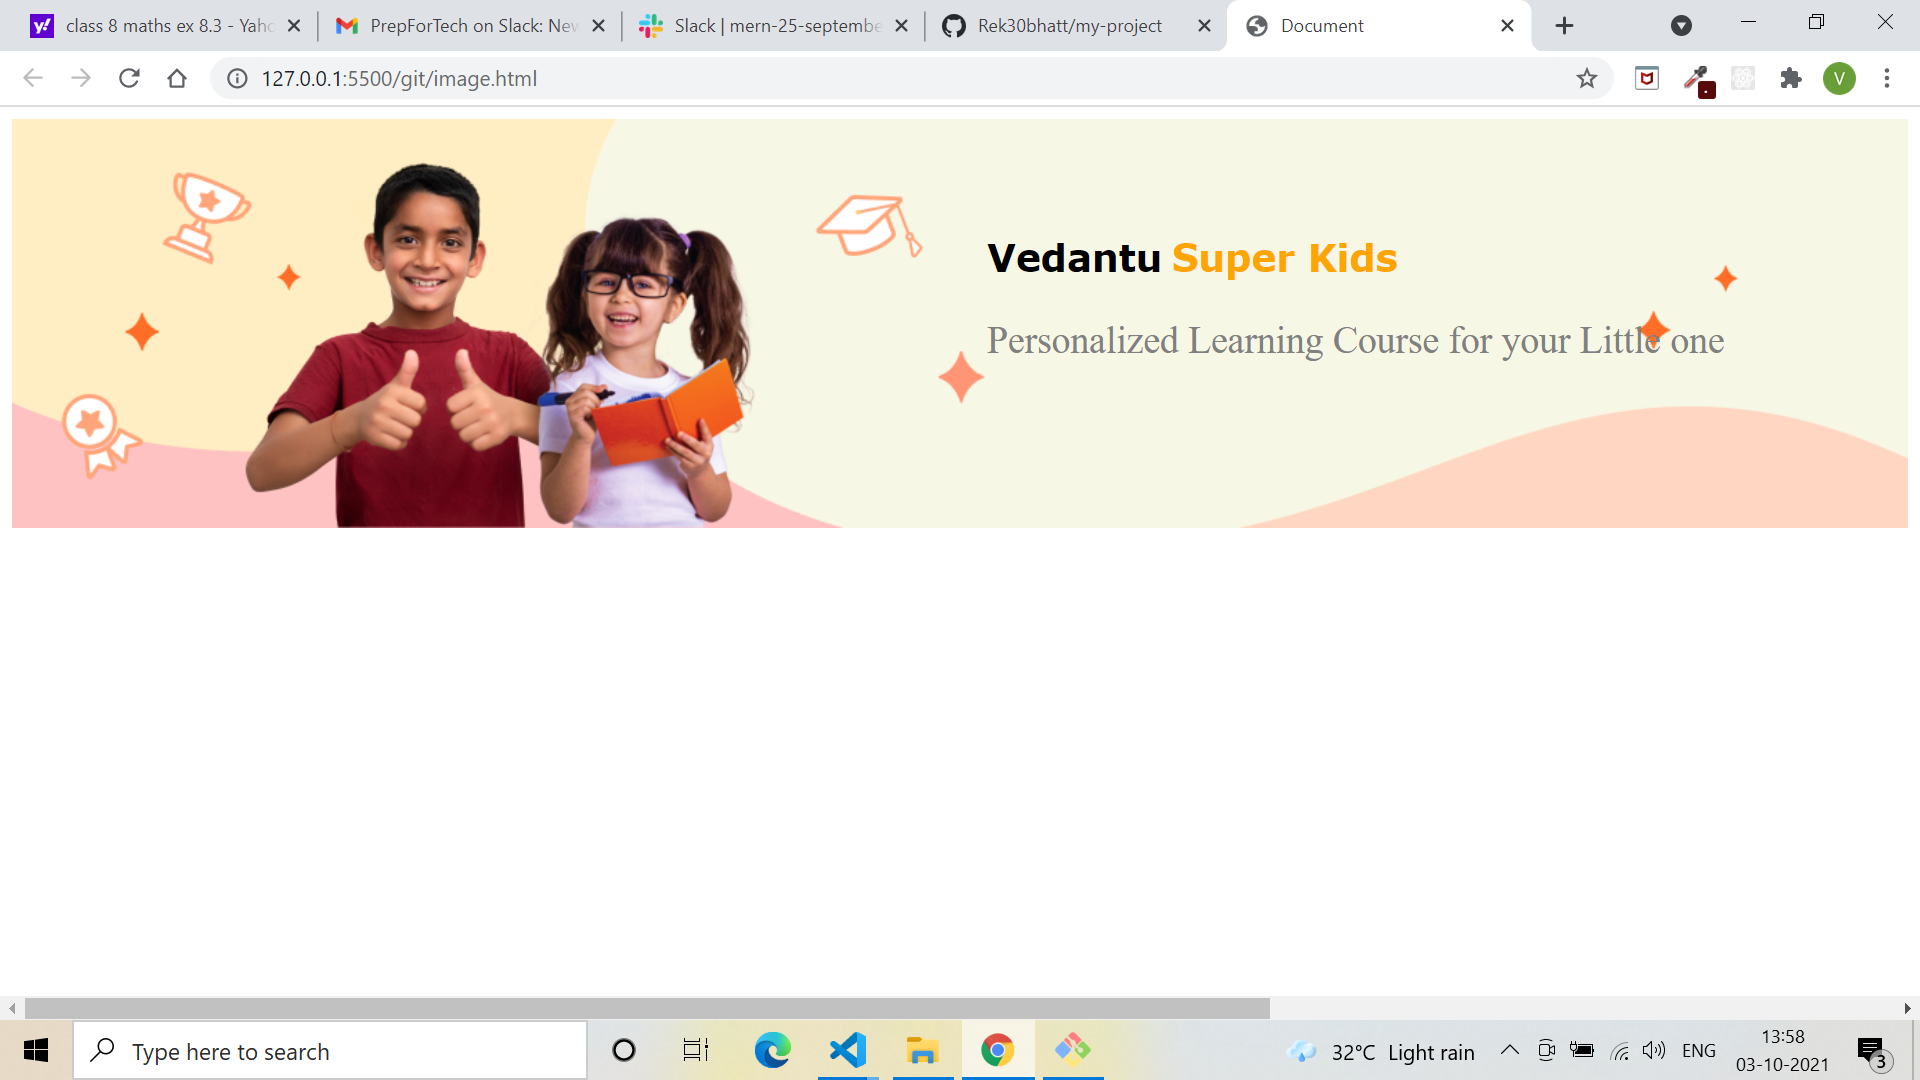 class 8 maths ex 8.3 - Yaho
PrepForTech on Slack: New
Slack | mern-25-septembe
Rek30bhatt/my-project
Document
127.0.0.1:5500/git/image.html
V
Vedantu Super Kids
Personalized Learning Course for your Little one
Type here to search
32°C Light rain
ENG
13:58
03-10-2021
3